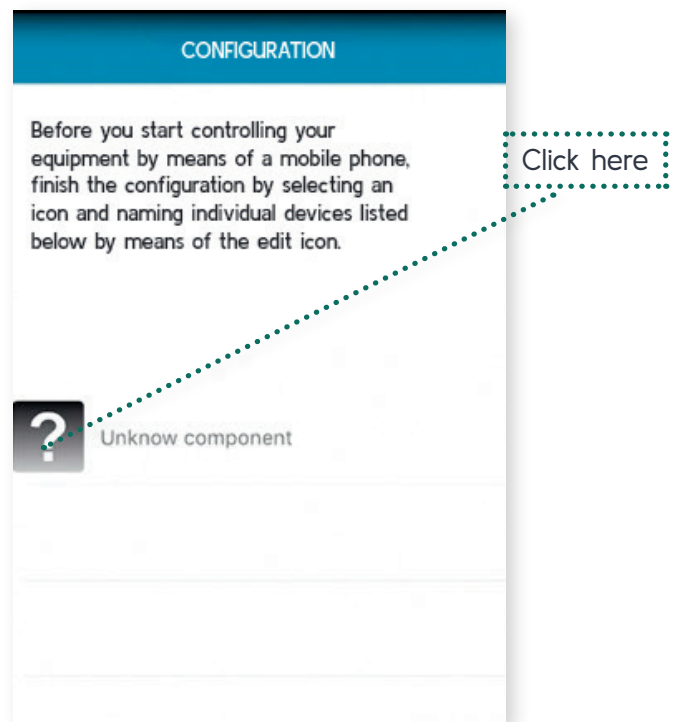 CONFIGURATION
Before you start controlling your
equipment by means of a mobile phone,
finish the configuration by selecting an
icon and naming individual devices listed
below by means of the edit icon.
Click here
?
Unknow component